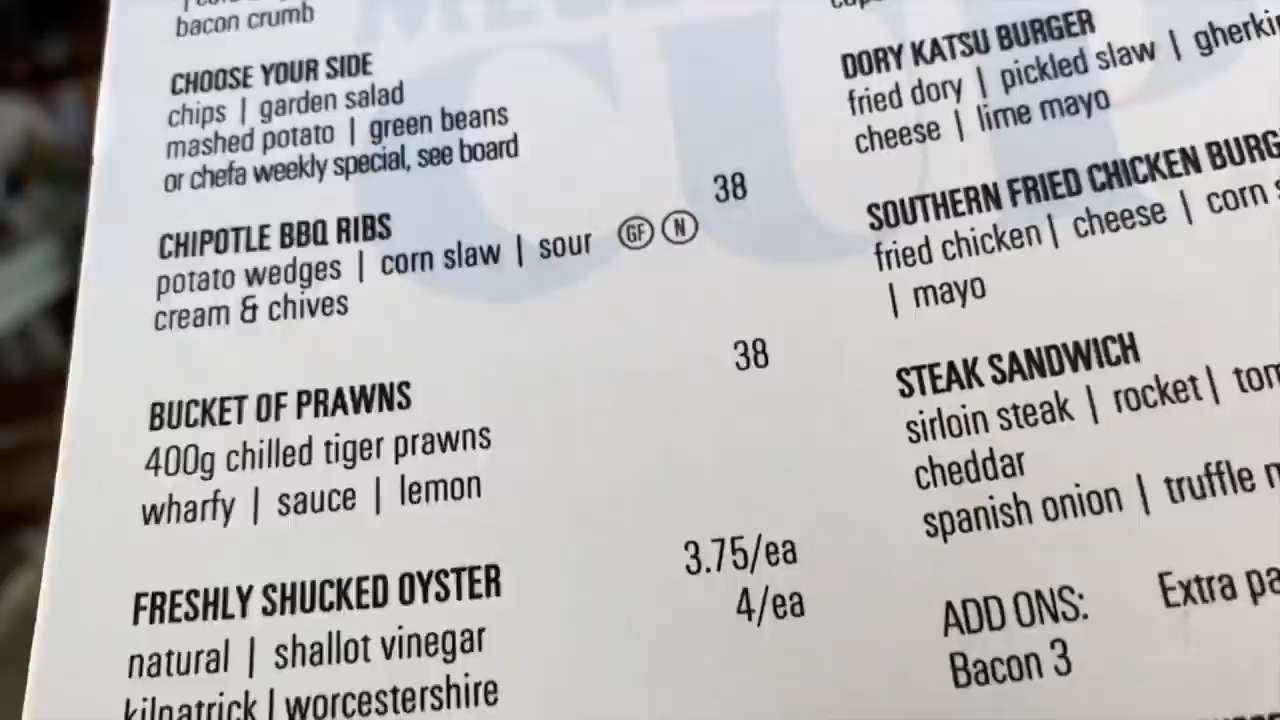 bacon crumb
CHOOSE YOUR SIDE
chips | garden salad
mashed potato | green beans
or chefa weekly special, see board
CHIPOTLE BBQ RIBS 38
potato wedges | corn slaw | sour GF N
cream & chives
BUCKET OF PRAWNS 38
400g chilled tiger prawns
wharfy | sauce | lemon
FRESHLY SHUCKED OYSTER 3.75/ea
natural | shallot vinegar 4/ea
kilpatrick | worcestershire
DORY KATSU BURGER
fried dory | pickled slaw |
cheese | lime mayo
SOUTHERN FRIED CHICKEN
fried chicken | cheese | corn
| mayo
STEAK SANDWICH
sirloin steak | rocket |
cheddar
spanish onion | truffle
ADD ONS: Extra
Bacon 3